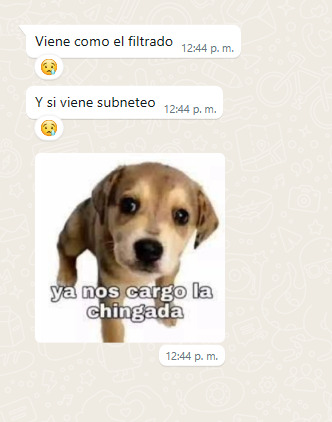 Viene como el filtrado 12:44 p. m.
😥
Y si viene subneteo 12:44 p. m.
😥
ya nos cargo la
chingada
12:44 p. m.